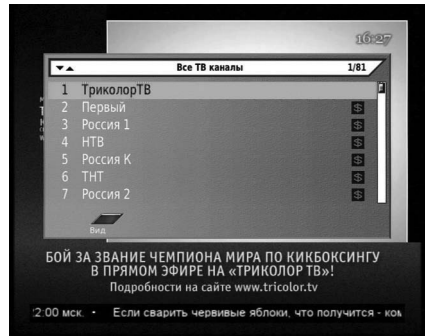 16:27
Все ТВ каналы 1/81
1 ТриколорТВ
2 Первый $
3 Россия 1 $
4 НТВ $
5 Россия К $
6 ТНТ $
7 Россия 2 $
Вид
БОЙ ЗА ЗВАНИЕ ЧЕМПИОНА МИРА ПО КИКБОКСИНГУ
В ПРЯМОМ ЭФИРЕ НА «ТРИКОЛОР ТВ»!
Подробности на сайте www.tricolor.tv
2:00 мск. • Если сварить червивые яблоки, что получится - ком